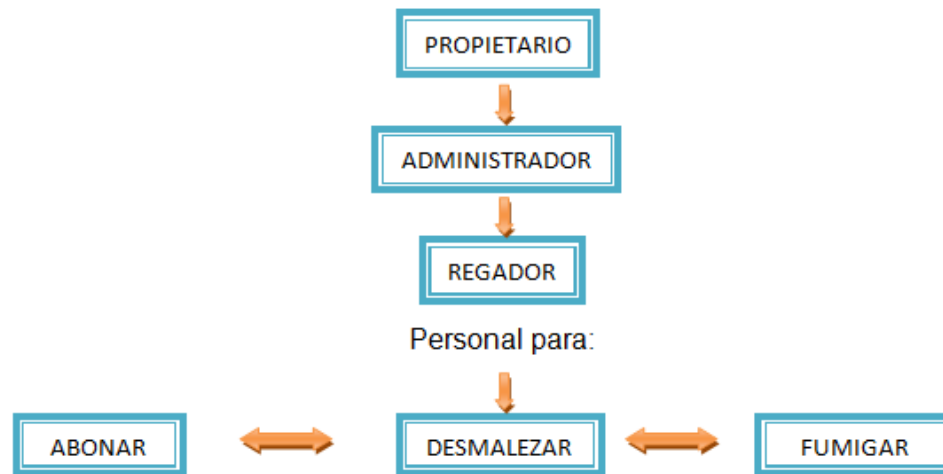 PROPIETARIO
ADMINISTRADOR
REGADOR
Personal para:
ABONAR
DESMALEZAR
FUMIGAR